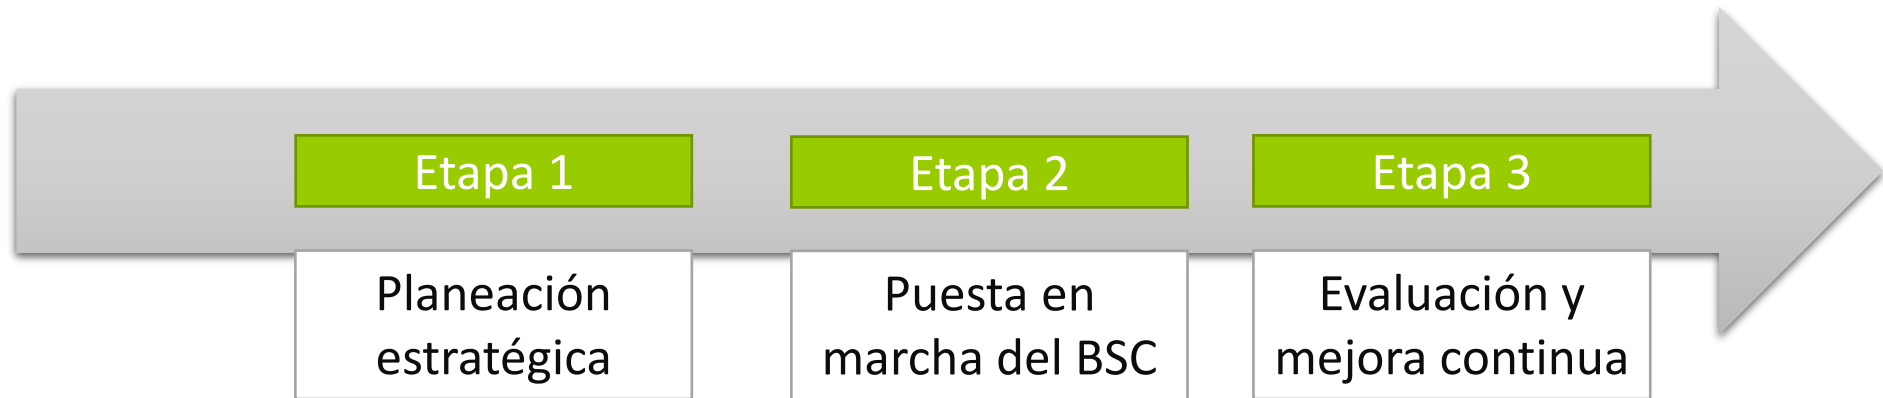 Etapa 1
Etapa 2
Etapa 3
Planeación
estratégica
Puesta en
marcha del BSC
Evaluación y
mejora continua